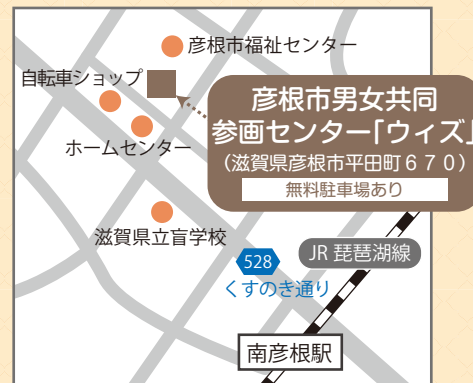 彦根市福祉センター
自転車ショップ
ホームセンター
彦根市男女共同
参画センター「ウィズ」
（滋賀県彦根市平田町６７０）
無料駐車場あり
滋賀県立盲学校
528
くすのき通り
JR 琵琶湖線
南彦根駅